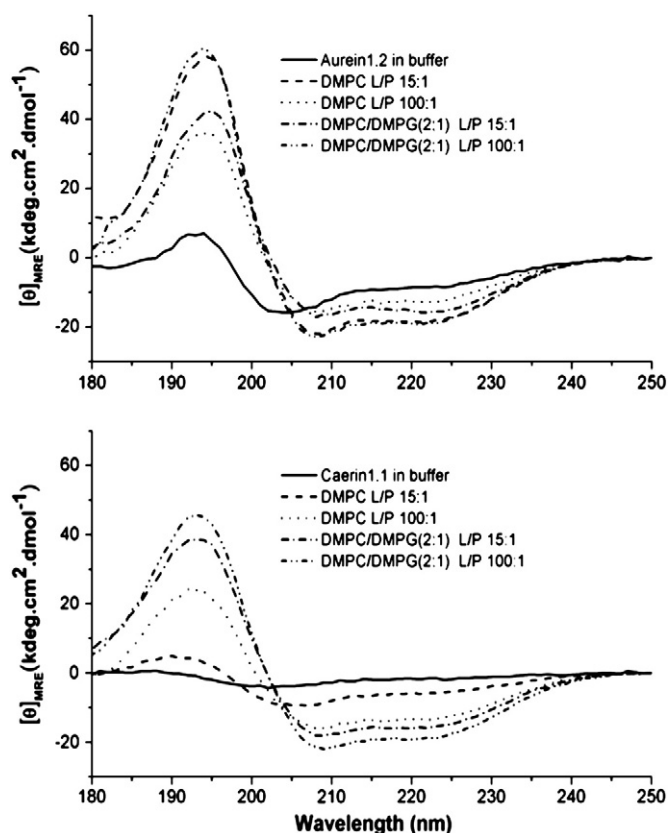 60
40
20
0
-20
[θ]MRE(kdeg.cm².dmol⁻¹)
Aurein1.2 in buffer
DMPC L/P 15:1
DMPC L/P 100:1
DMPC/DMPG(2:1) L/P 15:1
DMPC/DMPG(2:1) L/P 100:1
180 190 200 210 220 230 240 250
60
40
20
0
-20
[θ]MRE(kdeg.cm².dmol⁻¹)
Caerin1.1 in buffer
DMPC L/P 15:1
DMPC L/P 100:1
DMPC/DMPG(2:1) L/P 15:1
DMPC/DMPG(2:1) L/P 100:1
180 190 200 210 220 230 240 250
Wavelength (nm)